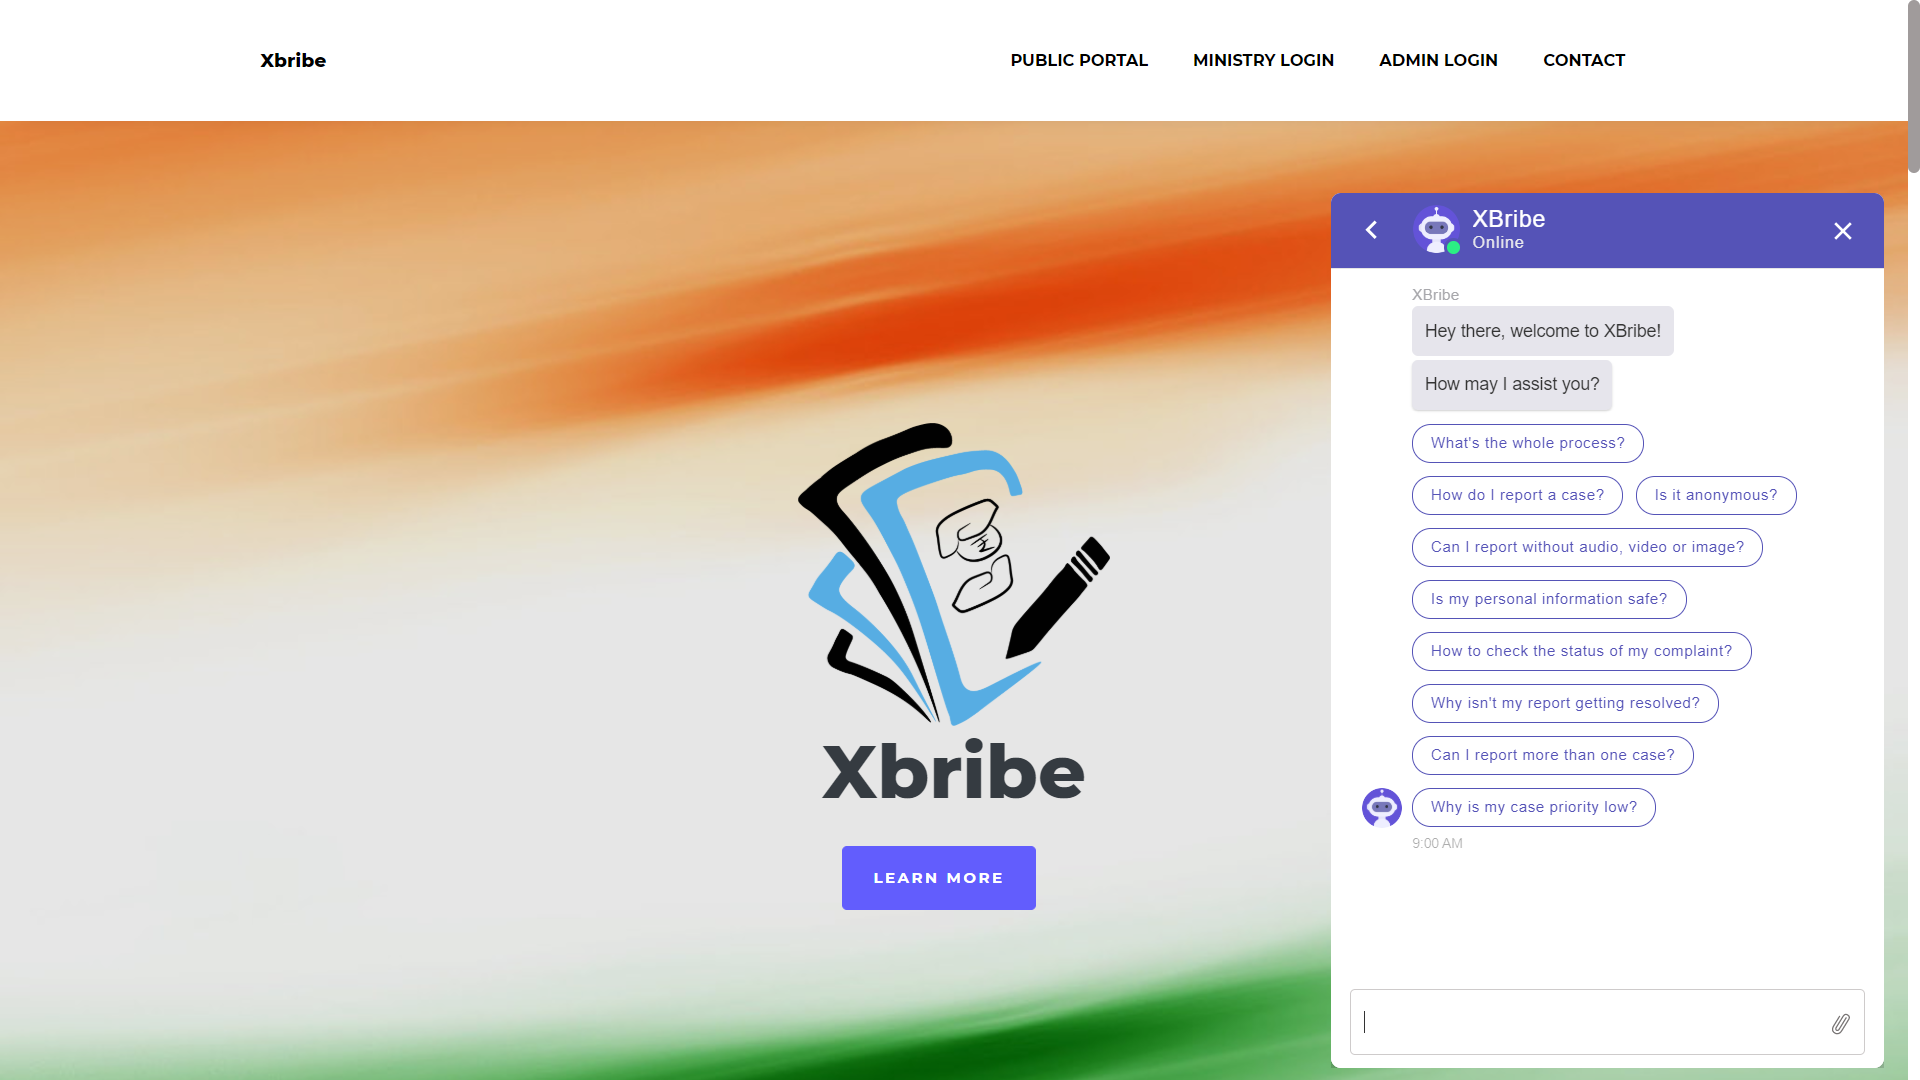 Xbribe
PUBLIC PORTAL
MINISTRY LOGIN
ADMIN LOGIN
CONTACT
Xbribe
LEARN MORE
XBribe
Online
XBribe
Hey there, welcome to XBribe!
How may I assist you?
What's the whole process?
How do I report a case?
Is it anonymous?
Can I report without audio, video or image?
Is my personal information safe?
How to check the status of my complaint?
Why isn't my report getting resolved?
Can I report more than one case?
Why is my case priority low?
9:00 AM